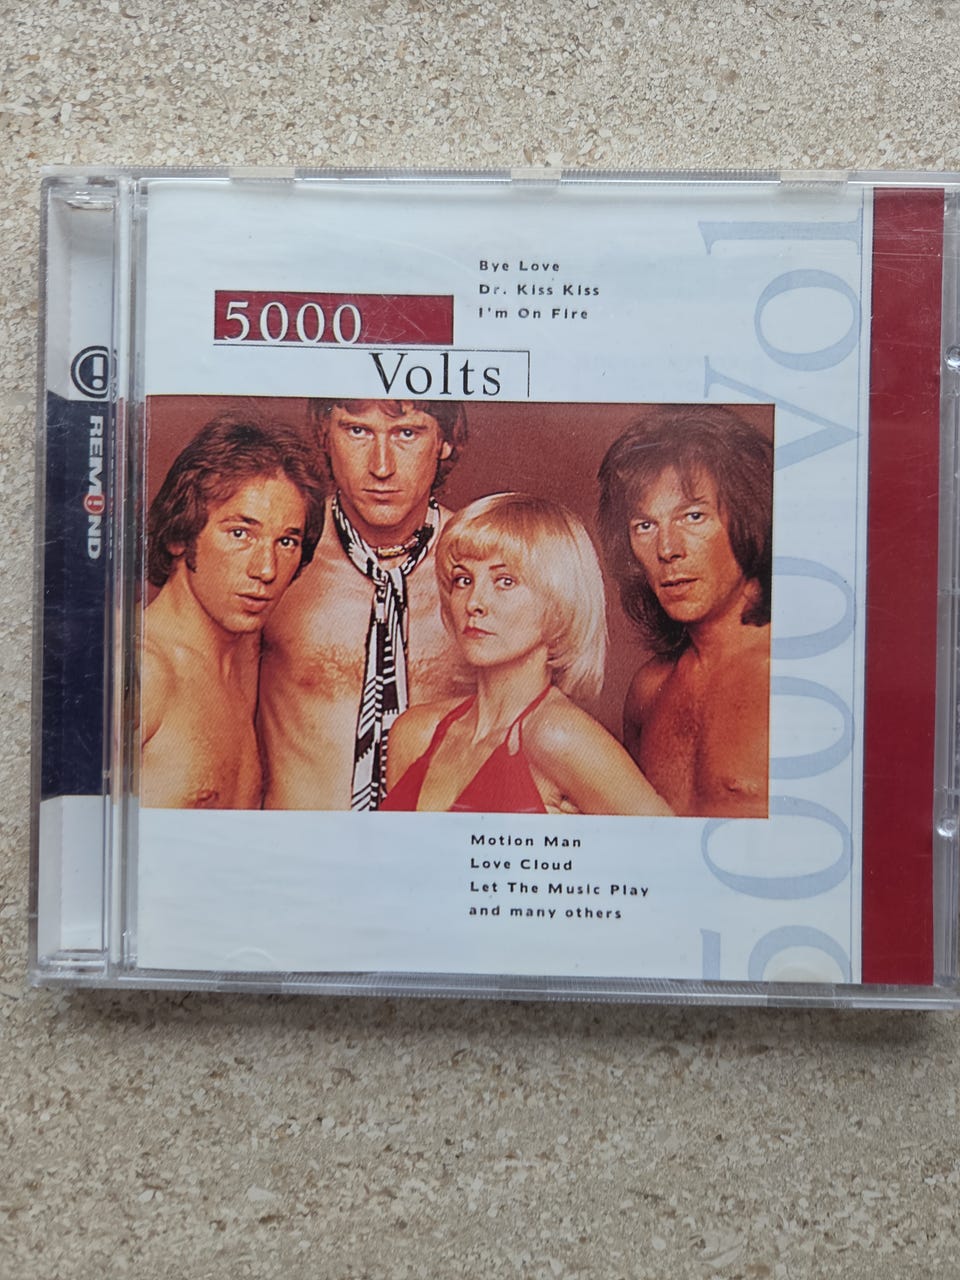 Bye Love
Dr. Kiss Kiss
I'm On Fire
5000
Volts
REMIND
Motion Man
Love Cloud
Let The Music Play
and many others
5000 Vol